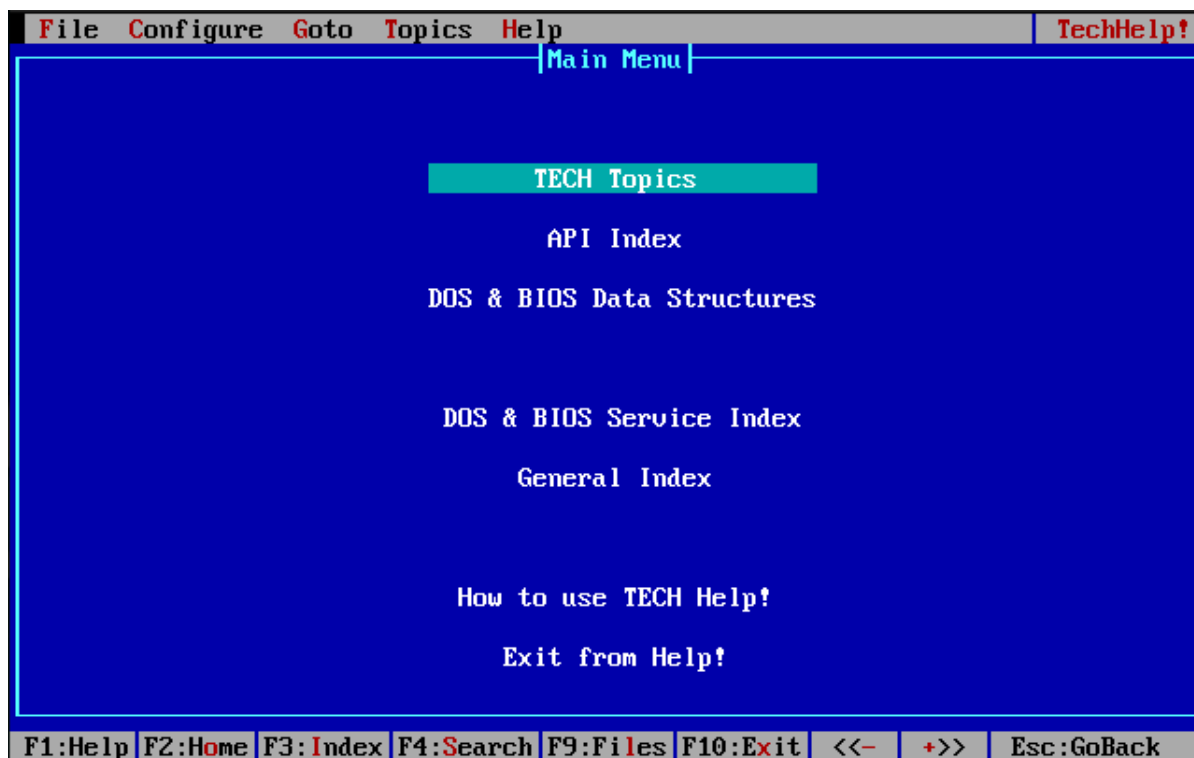 File Configure Goto Topics Help TechHelp!
Main Menu
TECH Topics
API Index
DOS & BIOS Data Structures
DOS & BIOS Service Index
General Index
How to use TECH Help!
Exit from Help!
F1:Help F2:Home F3:Index F4:Search F9:Files F10:Exit <<- +>> Esc:GoBack